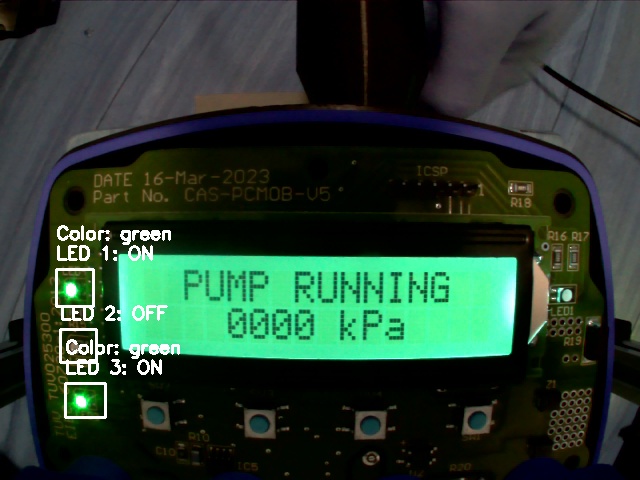 DATE 16-Mar-2023
Part No. CAS-PCMOB-V5
ICSP
1
R18
R16 R17
Color: green
LED 1: ON
LED 2: OFF
Color: green
LED 3: ON
PUMP RUNNING
0000 kPa
LED1
R19
R10
IC5
R20